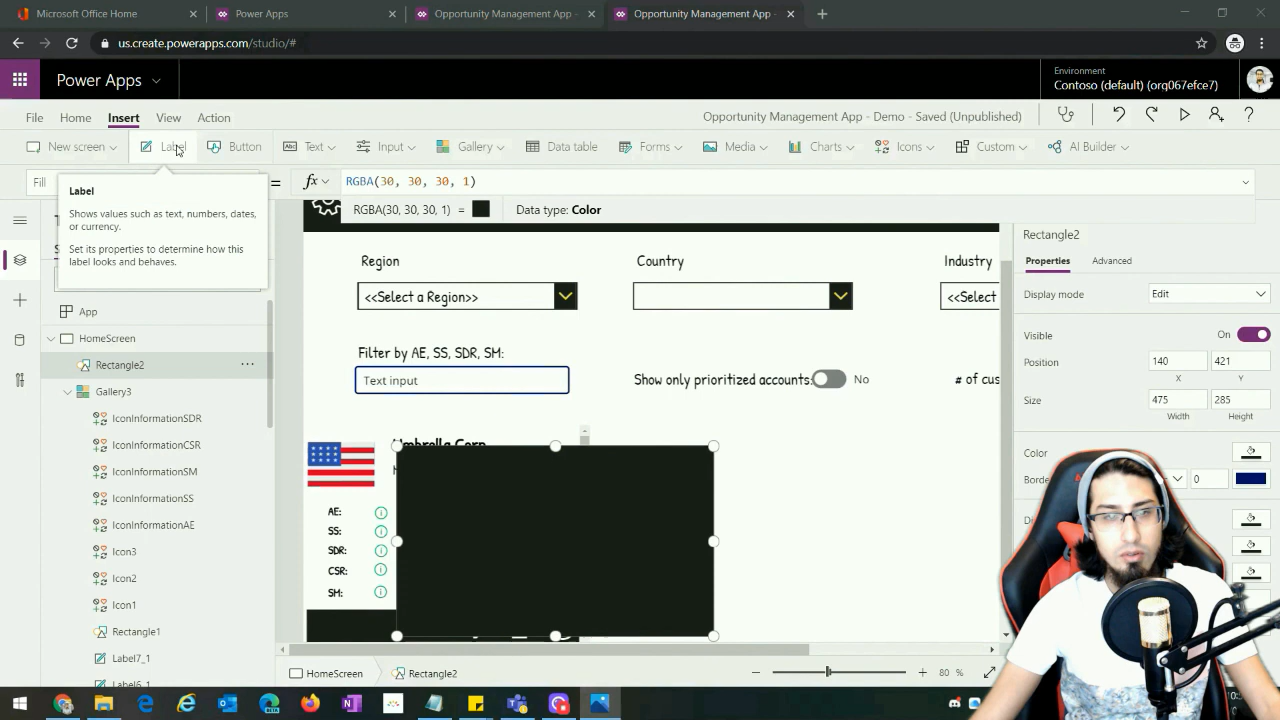 Microsoft Office Home
Power Apps
Opportunity Management App -
Opportunity Management App -
us.create.powerapps.com/studio/#
Power Apps
Environment
Contoso (default) (org067efce7)
File
Home
Insert
View
Action
Opportunity Management App - Demo - Saved (Unpublished)
New screen
Label
Button
Text
Input
Gallery
Data table
Forms
Media
Charts
Icons
Custom
AI Builder
Fill
= fx RGBA(30, 30, 30, 1)
RGBA(30, 30, 30, 1) =
Data type: Color
Label
Shows values such as text, numbers, dates,
or currency.
Set its properties to determine how this
label looks and behaves.
App
HomeScreen
Rectangle2
Gallery3
IconInformationSDR
IconInformationCSR
IconInformationSM
IconInformationSS
IconInformationAE
Icon3
Icon2
Icon1
Rectangle1
Label7_1
Label6_1
Region
Country
Industry
<<Select a Region>>
<<Select
Filter by AE, SS, SDR, SM:
Text input
Show only prioritized accounts:
No
# of cus
Umbrella Corp
AE:
SS:
SDR:
CSR:
SM:
HomeScreen
Rectangle2
80 %
Rectangle2
Properties
Advanced
Display mode
Edit
Visible
On
Position
140
421
X
Y
Size
475
285
Width
Height
Color
0